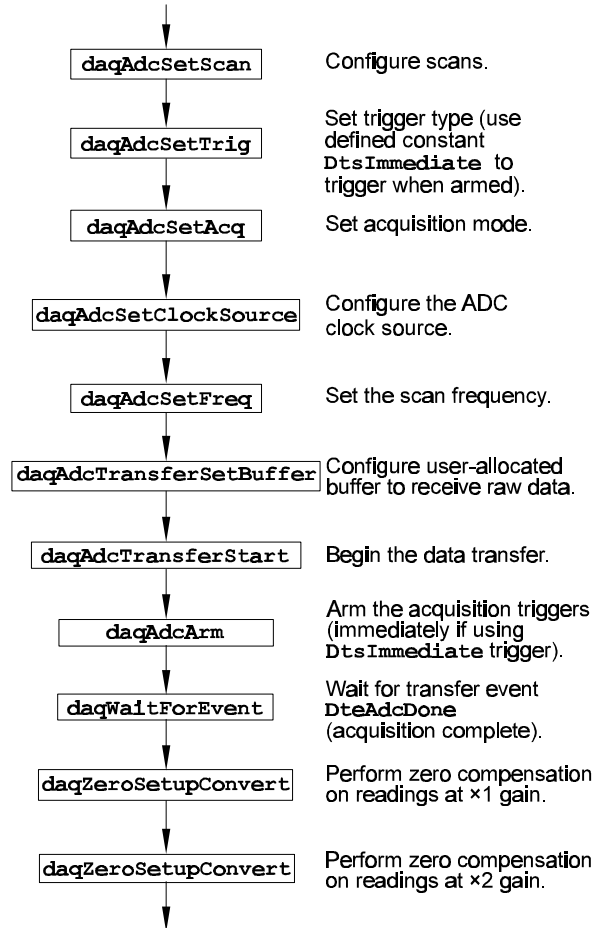 daqAdcSetScan
Configure scans.
daqAdcSetTrig
Set trigger type (use
defined constant
DtsImmediate to
trigger when armed).
daqAdcSetAcq
Set acquisition mode.
daqAdcSetClockSource
Configure the ADC
clock source.
daqAdcSetFreq
Set the scan frequency.
daqAdcTransferSetBuffer
Configure user-allocated
buffer to receive raw data.
daqAdcTransferStart
Begin the data transfer.
daqAdcArm
Arm the acquisition triggers
(immediately if using
DtsImmediate trigger).
daqWaitForEvent
Wait for transfer event
DteAdcDone
(acquisition complete).
daqZeroSetupConvert
Perform zero compensation
on readings at ×1 gain.
daqZeroSetupConvert
Perform zero compensation
on readings at ×2 gain.